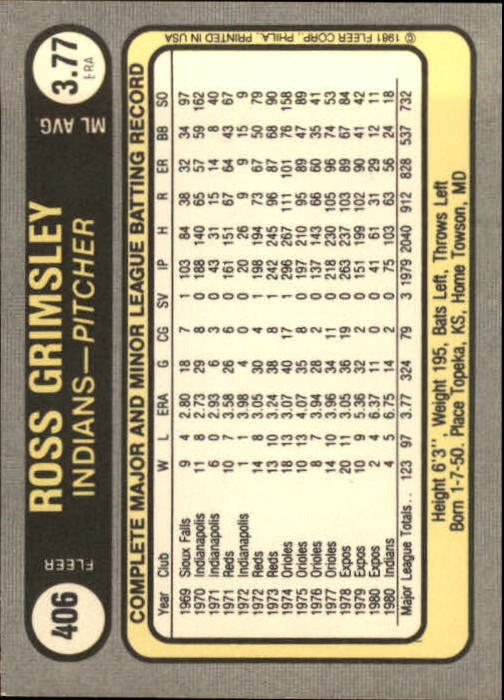 406
FLEER
ROSS GRIMSLEY
INDIANS—PITCHER
ML AVG
3.77
ERA
COMPLETE MAJOR AND MINOR LEAGUE BATTING RECORD
Year Club W L ERA G CG SV IP H R ER BB SO
1969 Sioux Falls 9 4 2.80 18 7 1 103 84 38 32 34 97
1970 Indianapolis 11 8 2.73 29 8 0 188 140 65 57 59 162
1971 Indianapolis 6 0 2.93 6 3 0 43 31 15 14 8 40
1971 Reds 10 7 3.58 26 6 0 161 151 67 64 43 67
1972 Indianapolis 1 1 3.98 4 0 0 20 26 9 9 15 9
1972 Reds 14 8 3.05 30 4 1 198 194 73 67 50 79
1973 Reds 13 10 3.24 38 8 1 242 245 96 87 68 90
1974 Orioles 18 13 3.07 40 17 1 296 267 111 101 76 158
1975 Orioles 10 13 4.07 35 8 0 197 210 95 89 47 89
1976 Orioles 8 7 3.94 28 2 0 137 143 66 60 35 41
1977 Orioles 14 10 3.96 34 11 0 218 230 105 96 74 53
1978 Expos 20 11 3.05 36 19 0 263 237 103 89 67 84
1979 Expos 10 9 5.36 32 2 0 151 199 102 90 41 42
1980 Expos 2 4 6.37 11 0 0 41 61 31 29 12 11
1980 Indians 4 5 6.75 14 2 0 75 103 63 56 24 18
Major League Totals . . 123 97 3.77 324 79 3 1979 2040 912 828 537 732
Height 6'3'', Weight 195, Bats Left, Throws Left
Born 1-7-50. Place Topeka, KS, Home Towson, MD
© 1981 FLEER CORP., PHILA., PRINTED IN USA